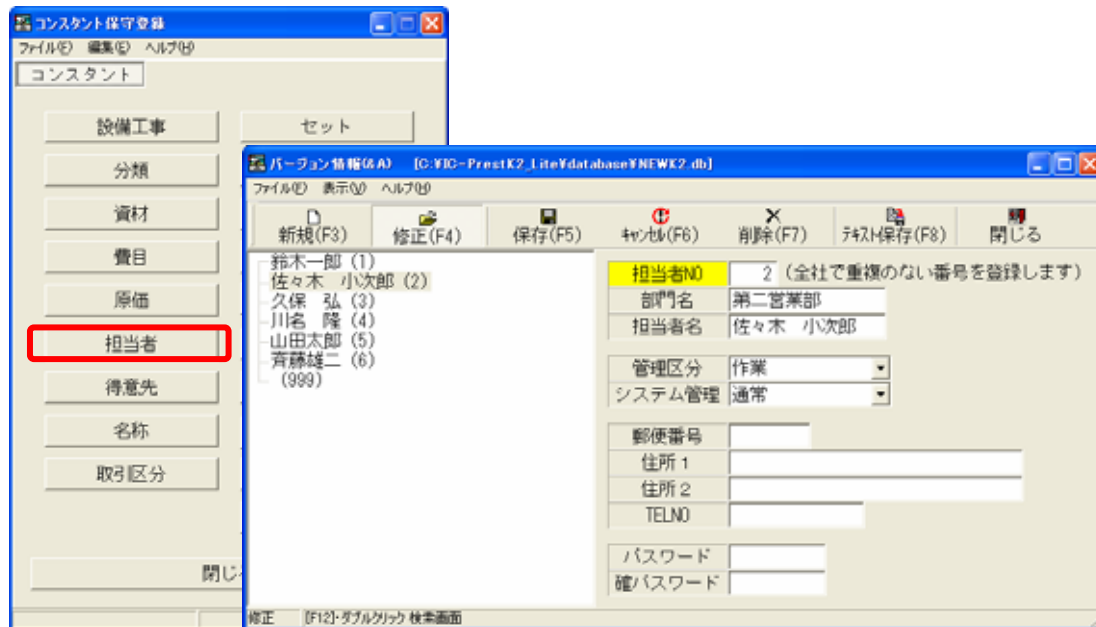 コンスタント保守登録
ファイル(F) 編集(E) ヘルプ(H)
コンスタント
設備工事
セット
分類
資材
費目
原価
担当者
得意先
名称
取引区分
閉じ
バージョン情報(&A) [C:¥IC-PrestK2_Lite¥database¥NEWK2.db]
ファイル(F) 表示(V) ヘルプ(H)
新規(F3) 修正(F4) 保存(F5) キャンセル(F6) 削除(F7) テキスト保存(F8) 閉じる
鈴木一郎 (1)
佐々木 小次郎 (2)
久保 弘 (3)
川名 隆 (4)
山田太郎 (5)
斉藤雄二 (6)
(999)
担当者NO 2 (全社で重複のない番号を登録します)
部門名 第二営業部
担当者名 佐々木 小次郎
管理区分 作業
システム管理 通常
郵便番号
住所1
住所2
TELNO
パスワード
確パスワード
修正 [F12]・ダブルクリック 検索画面